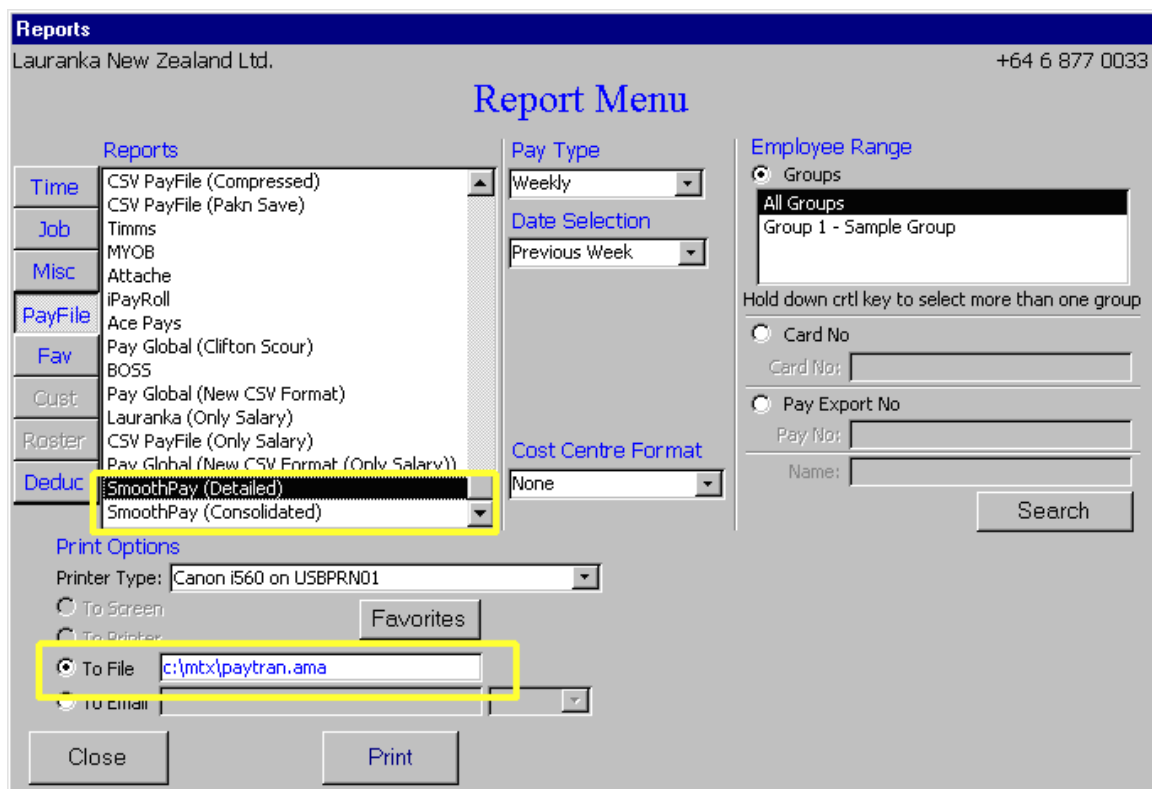 Reports
Lauranka New Zealand Ltd.
+64 6 877 0033
Report Menu
Reports
Time
Job
Misc
PayFile
Fav
Cust
Roster
Deduc
CSV PayFile (Compressed)
CSV PayFile (Pakn Save)
Timms
MYOB
Attache
iPayRoll
Ace Pays
Pay Global (Clifton Scour)
BOSS
Pay Global (New CSV Format)
Lauranka (Only Salary)
CSV PayFile (Only Salary)
Pay Global (New CSV Format (Only Salary))
SmoothPay (Detailed)
SmoothPay (Consolidated)
Pay Type
Weekly
Date Selection
Previous Week
Cost Centre Format
None
Employee Range
Groups
All Groups
Group 1 - Sample Group
Hold down crtl key to select more than one group
Card No
Card No:
Pay Export No
Pay No:
Name:
Search
Print Options
Printer Type: Canon i560 on USBPRN01
To Screen
To Printer
Favorites
To File c:\mtx\paytran.ama
To Email
Close
Print